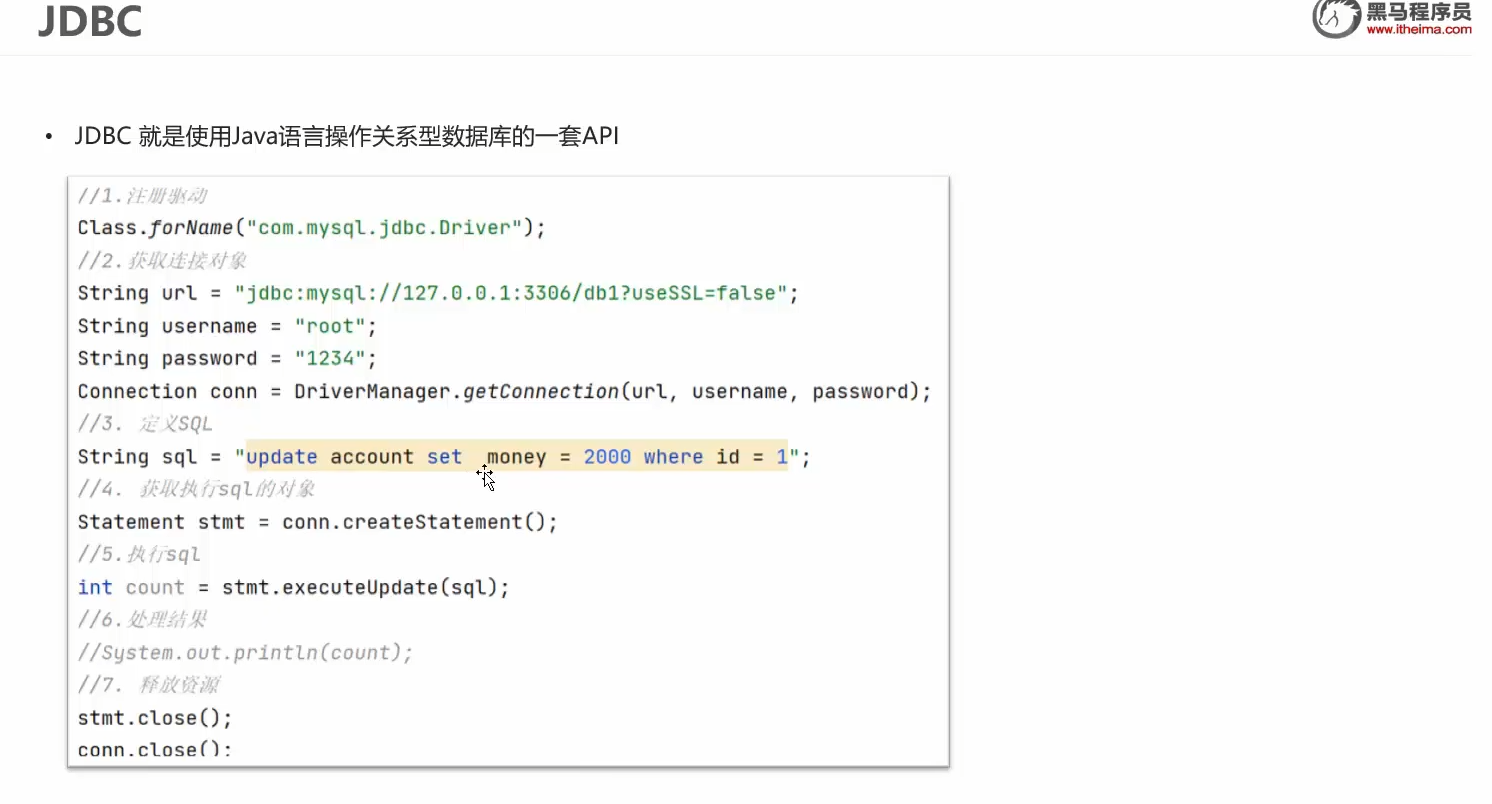 JDBC
黑马程序员
www.itheima.com
• JDBC 就是使用Java语言操作关系型数据库的一套API
//1.注册驱动
Class.forName("com.mysql.jdbc.Driver");
//2.获取连接对象
String url = "jdbc:mysql://127.0.0.1:3306/db1?useSSL=false";
String username = "root";
String password = "1234";
Connection conn = DriverManager.getConnection(url, username, password);
//3. 定义SQL
String sql = "update account set  money = 2000 where id = 1";
//4. 获取执行sql的对象
Statement stmt = conn.createStatement();
//5.执行sql
int count = stmt.executeUpdate(sql);
//6.处理结果
//System.out.println(count);
//7. 释放资源
stmt.close();
conn.close();